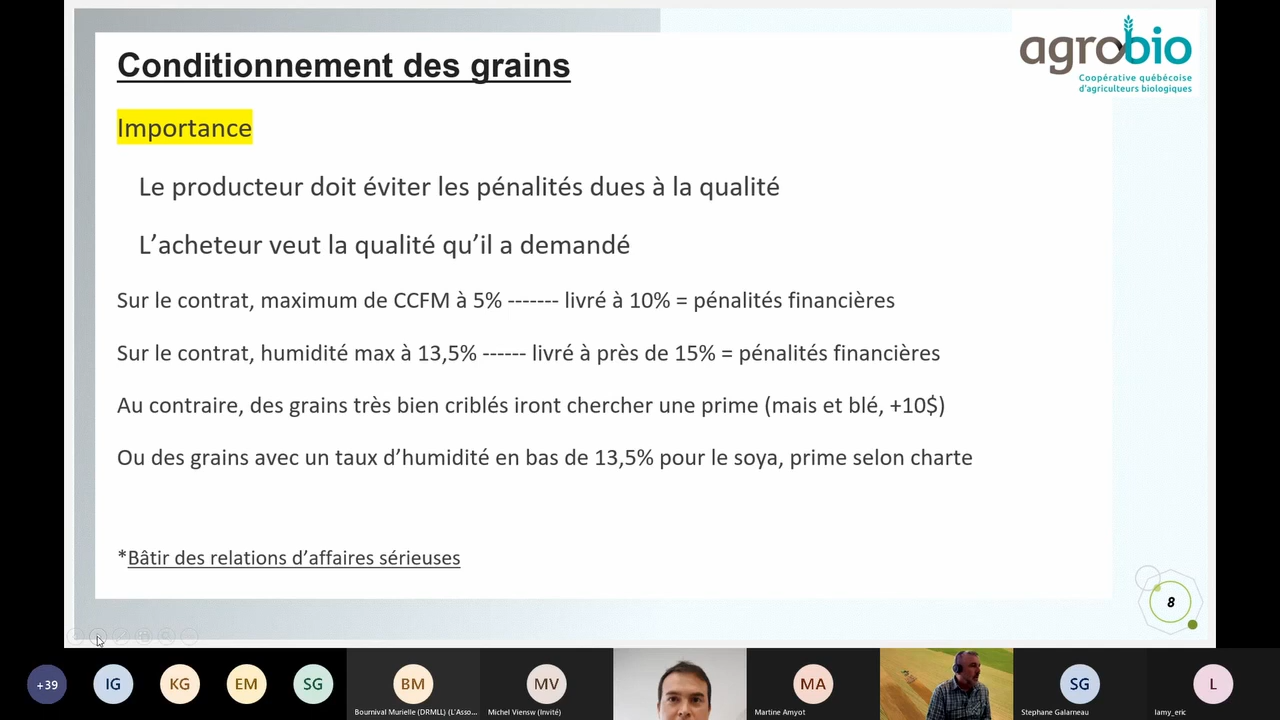 Conditionnement des grains
agrobio
Coopérative québécoise
d'agriculteurs biologiques
Importance
Le producteur doit éviter les pénalités dues à la qualité
L'acheteur veut la qualité qu'il a demandé
Sur le contrat, maximum de CCFM à 5% ------- livré à 10% = pénalités financières
Sur le contrat, humidité max à 13,5% ------ livré à près de 15% = pénalités financières
Au contraire, des grains très bien criblés iront chercher une prime (mais et blé, +10$)
Ou des grains avec un taux d'humidité en bas de 13,5% pour le soya, prime selon charte
*Bâtir des relations d'affaires sérieuses
8
+39
IG
KG
EM
SG
BM
MV
MA
SG
L
Bournival Murielle (DRMLL) (L'Asso...
Michel Viensw (Invité)
Martine Amyot
Stephane Galarneau
lamy_eric